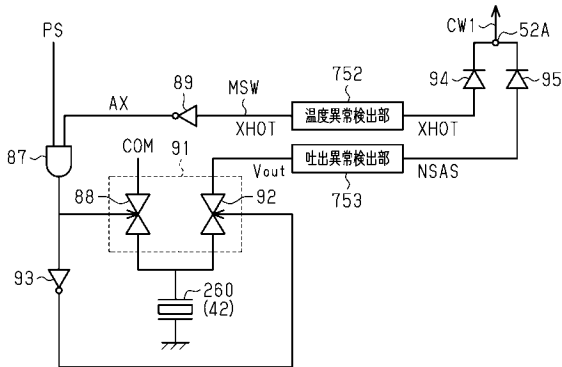 PS
CW1
52A
94
95
89
MSW
752
AX
XHOT
温度異常検出部
XHOT
COM
91
吐出異常検出部
Vout
753
NSAS
87
88
92
93
260
(42)